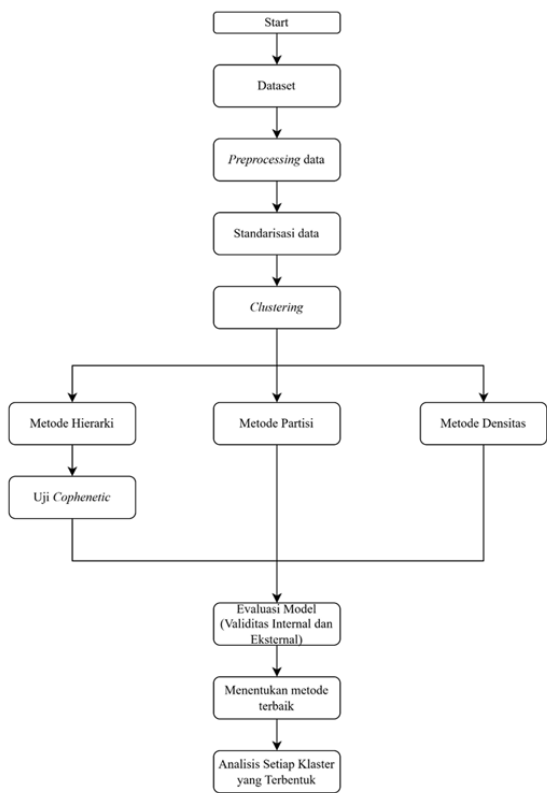 Start
Dataset
Preprocessing data
Standarisasi data
Clustering
Metode Hierarki
Metode Partisi
Metode Densitas
Uji Cophenetic
Evaluasi Model
(Validitas Internal dan
Eksternal)
Menentukan metode
terbaik
Analisis Setiap Klaster
yang Terbentuk